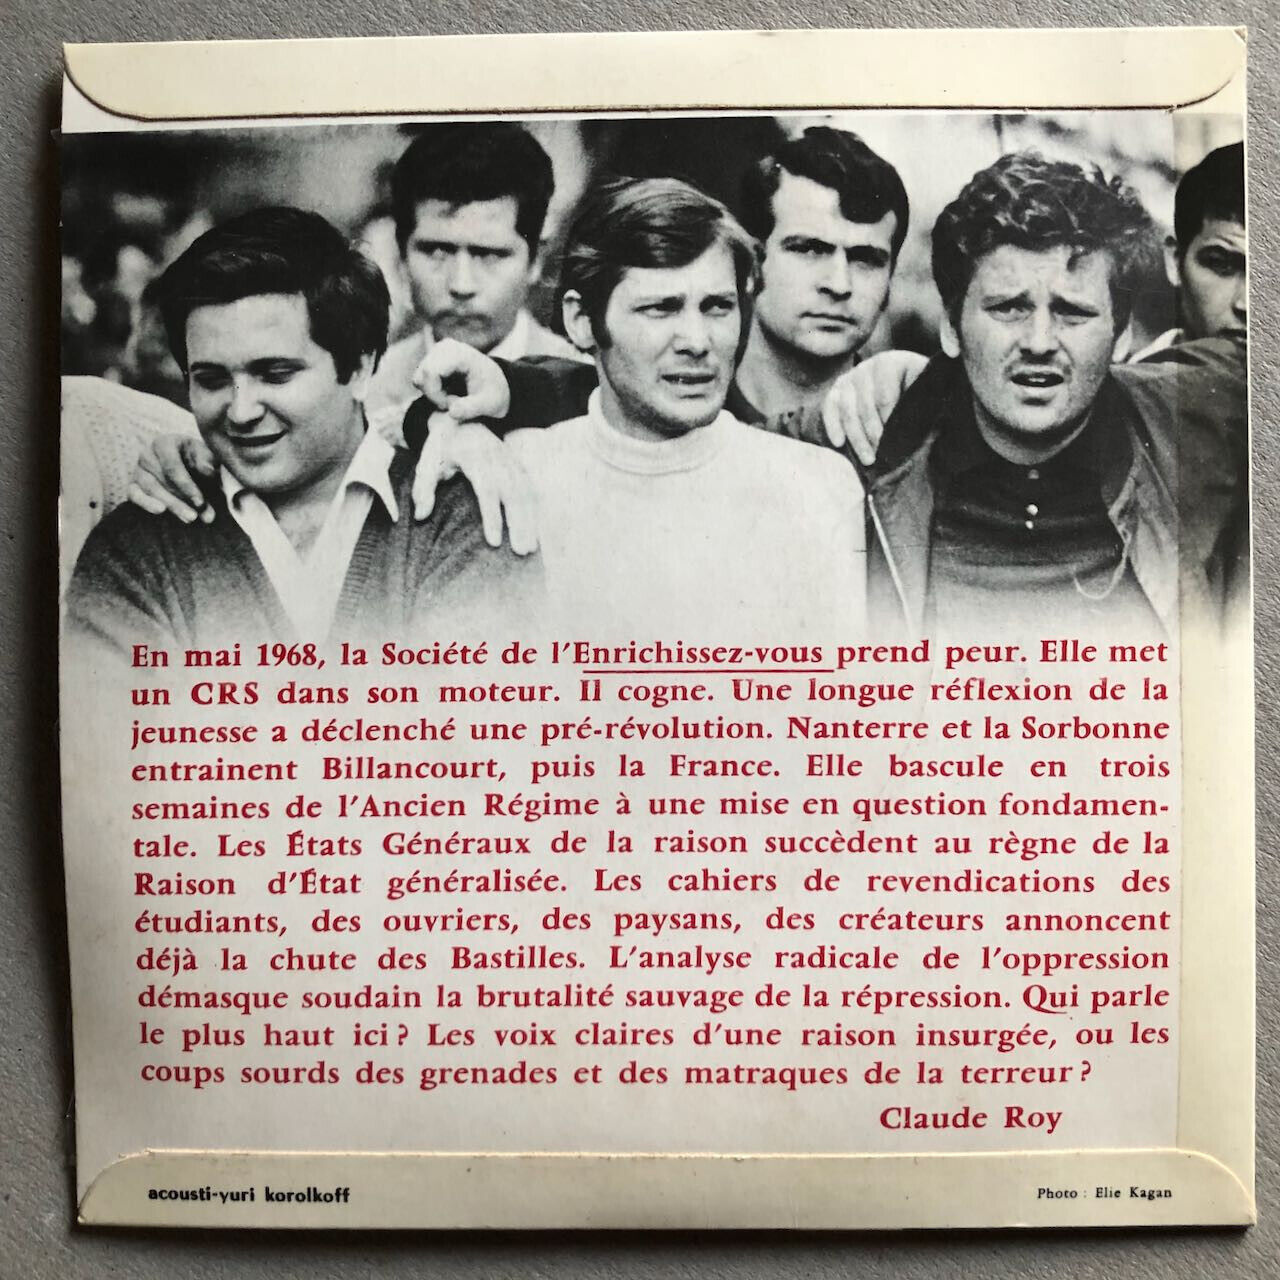 En mai 1968, la Société de l'Enrichissez-vous prend peur. Elle met
un CRS dans son moteur. Il cogne. Une longue réflexion de la
jeunesse a déclenché une pré-révolution. Nanterre et la Sorbonne
entrainent Billancourt, puis la France. Elle bascule en trois
semaines de l'Ancien Régime à une mise en question fondamen-
tale. Les États Généraux de la raison succèdent au règne de la
Raison d'État généralisée. Les cahiers de revendications des
étudiants, des ouvriers, des paysans, des créateurs annoncent
déjà la chute des Bastilles. L'analyse radicale de l'oppression
démasque soudain la brutalité sauvage de la répression. Qui parle
le plus haut ici ? Les voix claires d'une raison insurgée, ou les
coups sourds des grenades et des matraques de la terreur ?
Claude Roy
acousti-yuri korolkoff
Photo : Elie Kagan